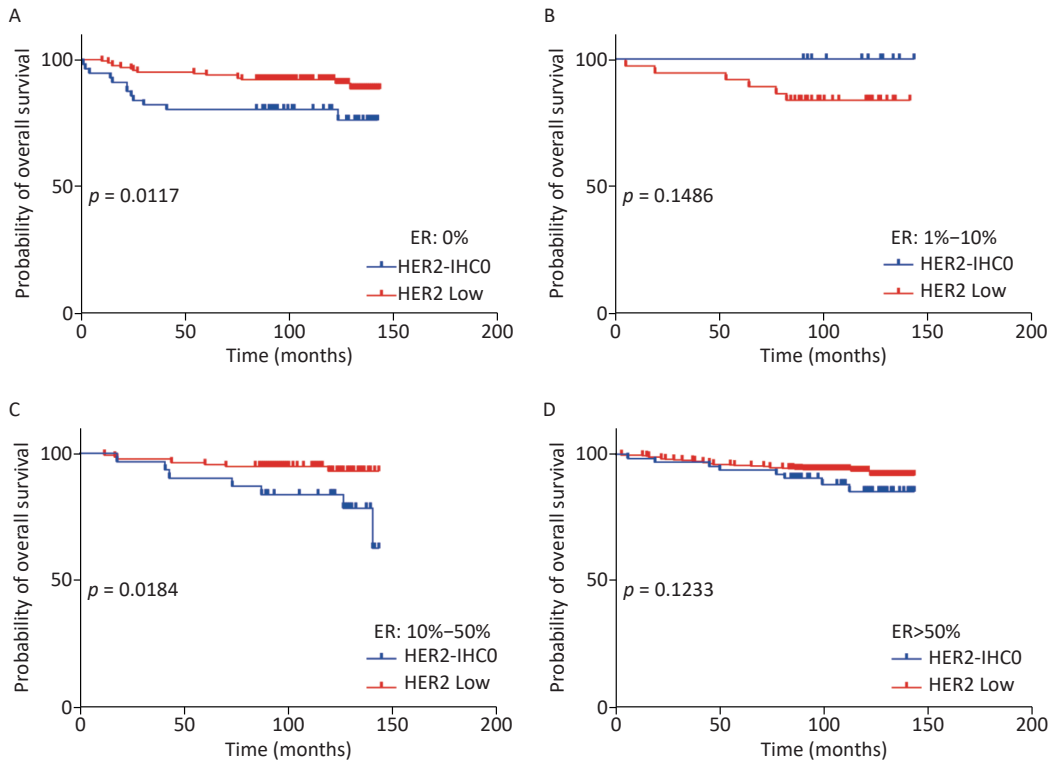 A
Probability of overall survival
100
50
0
p = 0.0117
ER: 0%
HER2-IHC0
HER2 Low
0 50 100 150 200
Time (months)
B
Probability of overall survival
100
50
0
p = 0.1486
ER: 1%–10%
HER2-IHC0
HER2 Low
0 50 100 150 200
Time (months)
C
Probability of overall survival
100
50
0
p = 0.0184
ER: 10%–50%
HER2-IHC0
HER2 Low
0 50 100 150 200
Time (months)
D
Probability of overall survival
100
50
0
p = 0.1233
ER>50%
HER2-IHC0
HER2 Low
0 50 100 150 200
Time (months)